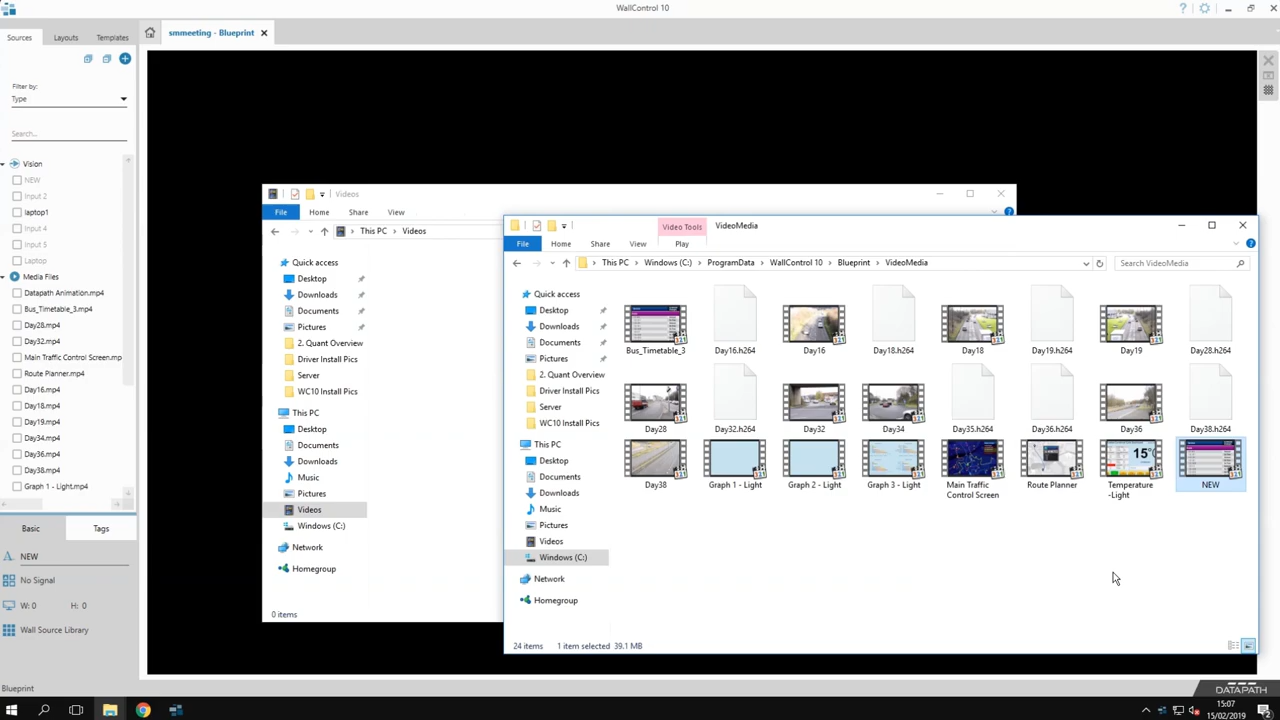 WallControl 10
Sources
Layouts
Templates
smmeeting - Blueprint
Filter by:
Type
Search...
Vision
NEW
Input 2
laptop1
Input 4
Input 5
Laptop
Media Files
Datapath Animation.mp4
Bus_Timetable_3.mp4
Day28.mp4
Day32.mp4
Main Traffic Control Screen.mp
Route Planner.mp4
Day16.mp4
Day18.mp4
Day19.mp4
Day34.mp4
Day36.mp4
Day38.mp4
Graph 1 - Light.mp4
Basic
Tags
NEW
No Signal
W: 0 H: 0
Wall Source Library
Blueprint
Videos
File Home Share View
This PC Videos
Quick access
Desktop
Downloads
Documents
Pictures
2. Quant Overview
Driver Install Pics
Server
WC10 Install Pics
This PC
Desktop
Documents
Downloads
Music
Pictures
Videos
Windows (C:)
Network
Homegroup
0 items
Video Tools
VideoMedia
File Home Share View Play
This PC Windows (C:) ProgramData WallControl 10 Blueprint VideoMedia
Search VideoMedia
Quick access
Desktop
Downloads
Documents
Pictures
2. Quant Overview
Driver Install Pics
Server
WC10 Install Pics
This PC
Desktop
Documents
Downloads
Music
Pictures
Videos
Windows (C:)
Network
Homegroup
Bus_Timetable_3 Day16.h264 Day16 Day18.h264 Day18 Day19.h264 Day19 Day28.h264
Day28 Day32.h264 Day32 Day34 Day35.h264 Day36.h264 Day36 Day38.h264
15°
Day38 Graph 1 - Light Graph 2 - Light Graph 3 - Light Main Traffic Route Planner Temperature NEW
Control Screen -Light
24 items 1 item selected 39.1 MB
DATAPATH
15:07
15/02/2019